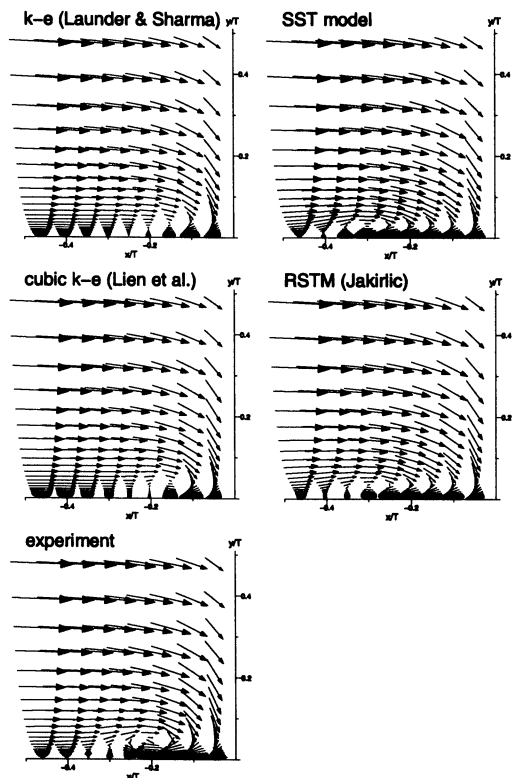 k-e (Launder & Sharma)
y/T
0.4
0.2
-0.4
-0.2
x/T
SST model
y/T
0.4
0.2
-0.4
-0.2
x/T
cubic k-e (Lien et al.)
y/T
0.4
0.2
-0.4
-0.2
x/T
RSTM (Jakirlic)
y/T
0.4
0.2
-0.4
-0.2
x/T
experiment
y/T
0.4
0.2
-0.4
-0.2
x/T